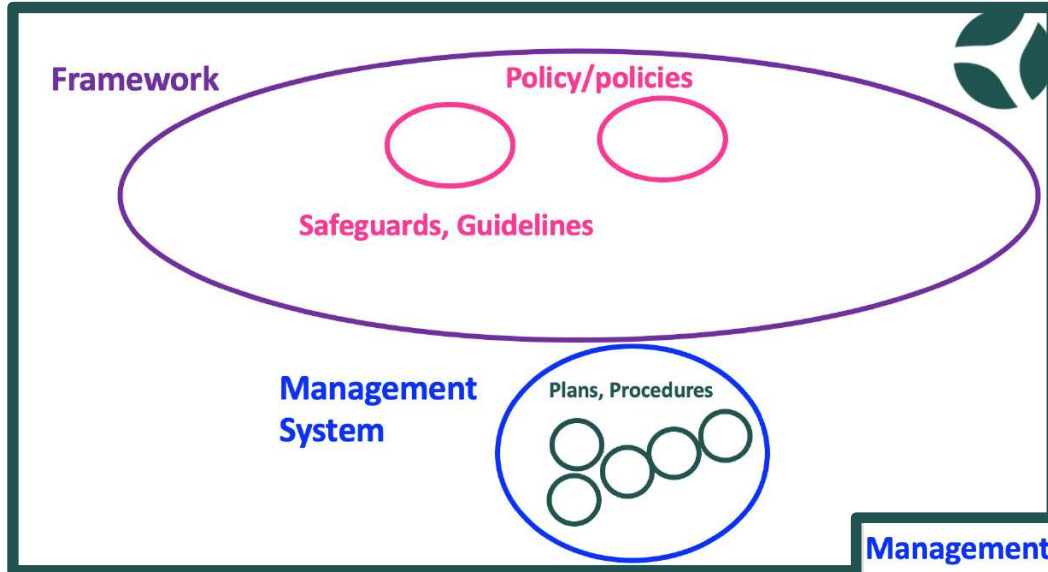 Framework
Policy/policies
Safeguards, Guidelines
Management
System
Plans, Procedures
Management